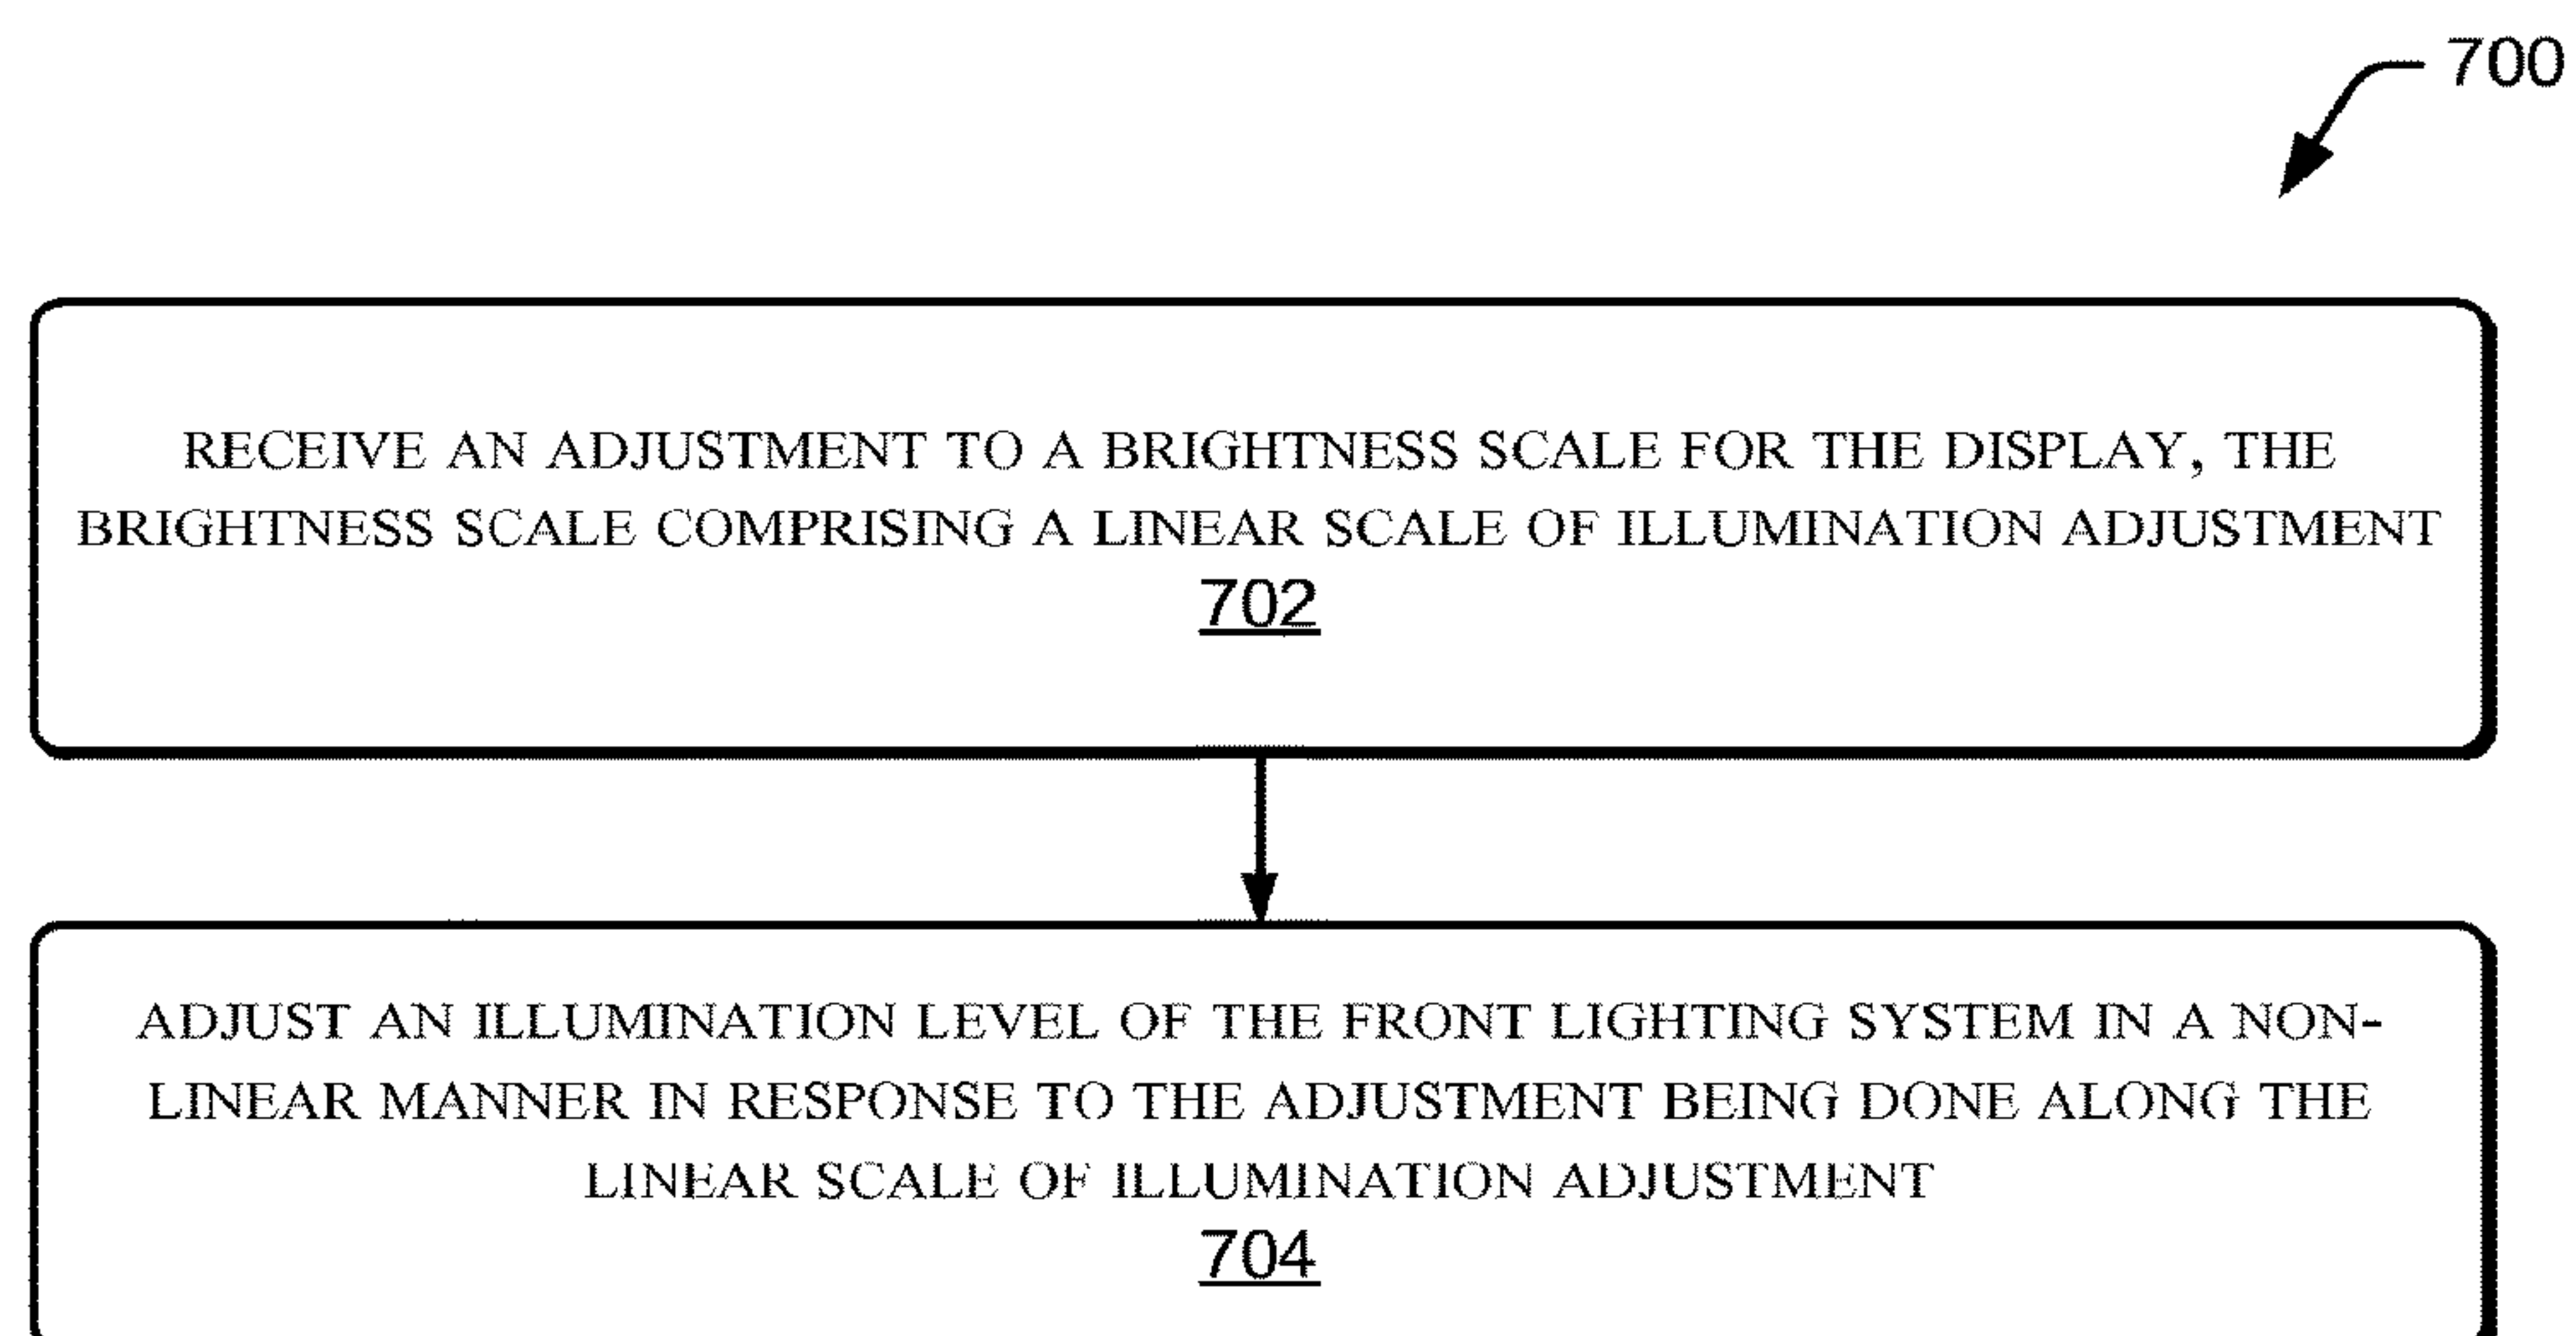 700
RECEIVE AN ADJUSTMENT TO A BRIGHTNESS SCALE FOR THE DISPLAY, THE
BRIGHTNESS SCALE COMPRISING A LINEAR SCALE OF ILLUMINATION ADJUSTMENT
702
ADJUST AN ILLUMINATION LEVEL OF THE FRONT LIGHTING SYSTEM IN A NON-
LINEAR MANNER IN RESPONSE TO THE ADJUSTMENT BEING DONE ALONG THE
LINEAR SCALE OF ILLUMINATION ADJUSTMENT
704